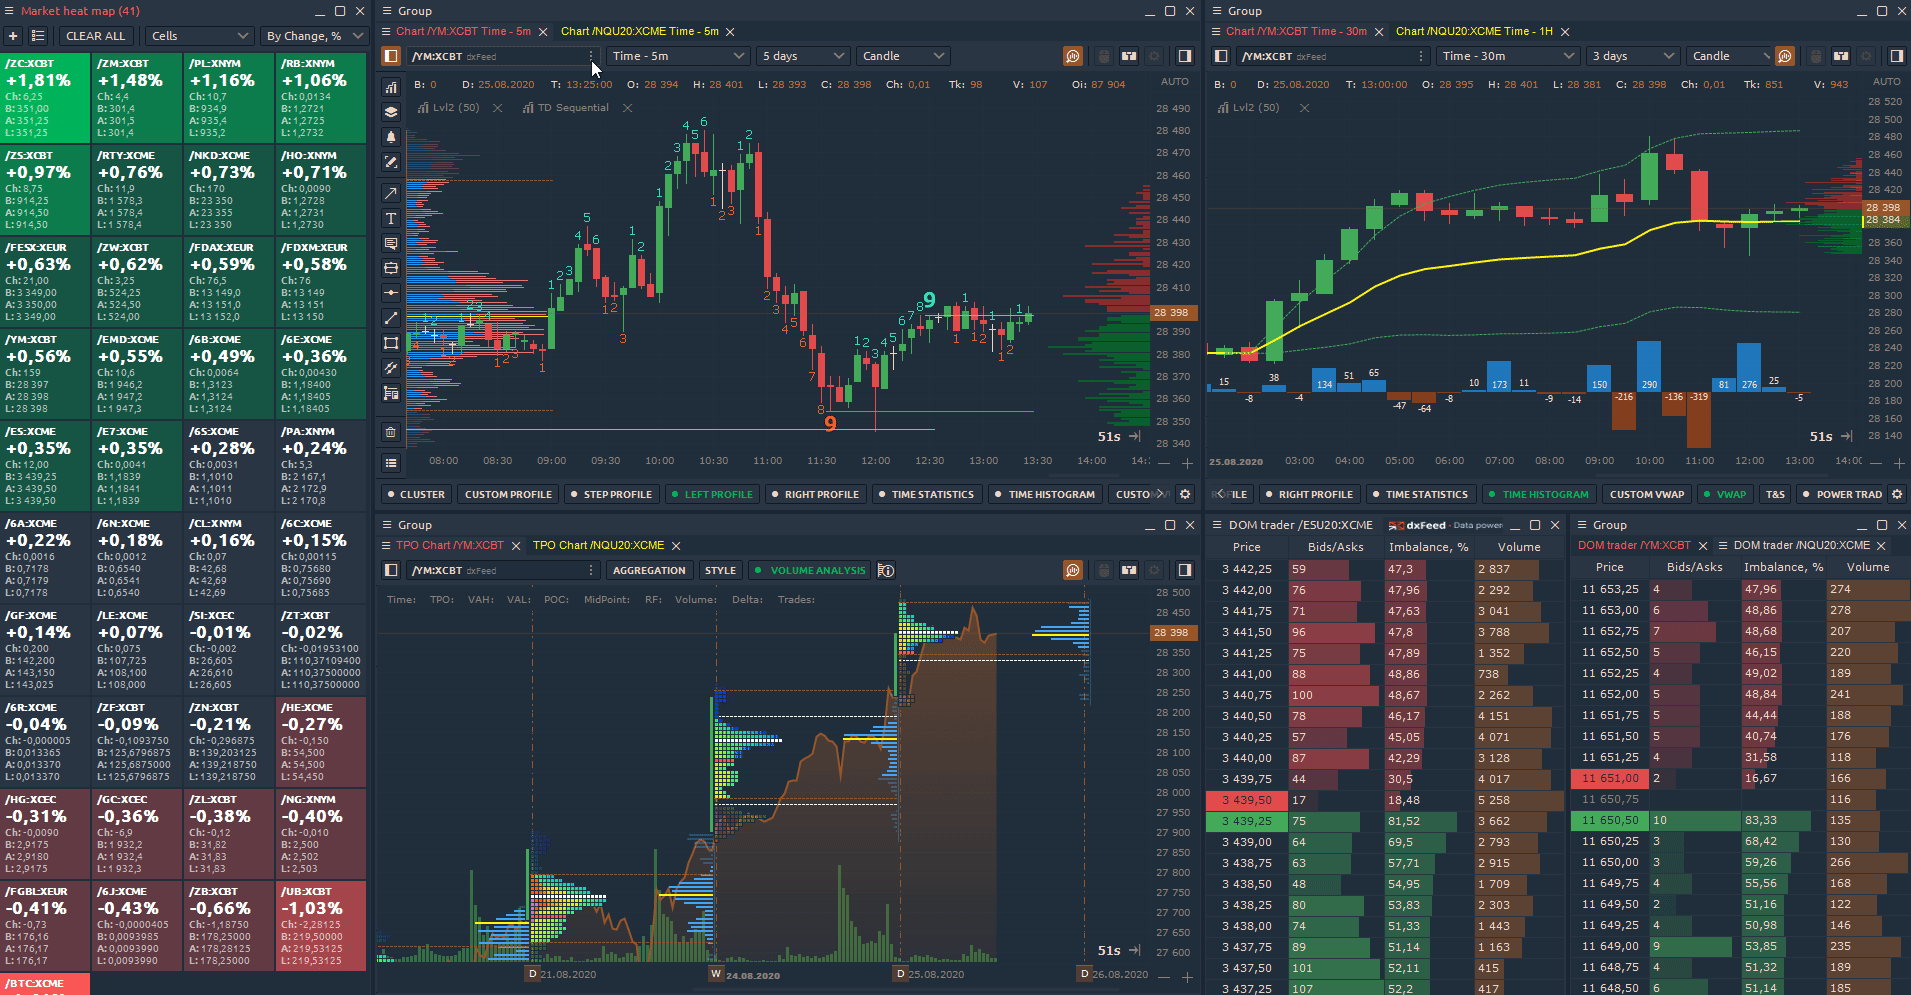 Market heat map (41)
CLEAR ALL Cells By Change, %
/ZC:XCBT /ZM:XCBT /PL:XNYM /RB:XNYM
+1,81% +1,48% +1,16% +1,06%
Ch: 6,25 Ch: 4,4 Ch: 10,7 Ch: 0,0134
B: 351,00 B: 301,4 B: 934,9 B: 1,2721
A: 351,25 A: 301,5 A: 935,4 A: 1,2725
L: 351,25 L: 301,4 L: 935,2 L: 1,2732
/ZS:XCBT /RTY:XCME /NKD:XCME /HO:XNYM
+0,97% +0,76% +0,73% +0,71%
Ch: 8,75 Ch: 11,9 Ch: 170 Ch: 0,0090
B: 914,25 B: 1 578,3 B: 23 350 B: 1,2728
A: 914,50 A: 1 578,4 A: 23 355 A: 1,2731
L: 914,50 L: 1 578,4 L: 23 350 L: 1,2730
/FESX:XEUR /ZW:XCBT /FDAX:XEUR /FDXM:XEUR
+0,63% +0,62% +0,59% +0,58%
Ch: 21,00 Ch: 3,25 Ch: 76,5 Ch: 76
B: 3 349,00 B: 524,25 B: 13 149,0 B: 13 149
A: 3 350,00 A: 524,50 A: 13 151,0 A: 13 151
L: 3 349,00 L: 524,00 L: 13 152,0 L: 13 150
/YM:XCBT /EMD:XCME /6B:XCME /6E:XCME
+0,56% +0,55% +0,49% +0,36%
Ch: 159 Ch: 10,6 Ch: 0,0064 Ch: 0,00430
B: 28 397 B: 1 946,2 B: 1,3123 B: 1,18400
A: 28 398 A: 1 947,2 A: 1,3124 A: 1,18405
L: 28 398 L: 1 947,3 L: 1,3124 L: 1,18405
/ES:XCME /E7:XCME /6S:XCME /PA:XNYM
+0,35% +0,35% +0,28% +0,24%
Ch: 12,00 Ch: 0,0041 Ch: 0,0031 Ch: 5,3
B: 3 439,25 B: 1,1839 B: 1,1010 B: 2 167,1
A: 3 439,50 A: 1,1841 A: 1,1011 A: 2 172,9
L: 3 439,50 L: 1,1839 L: 1,1010 L: 2 170,8
/6A:XCME /6N:XCME /CL:XNYM /6C:XCME
+0,22% +0,18% +0,16% +0,15%
Ch: 0,0016 Ch: 0,0012 Ch: 0,07 Ch: 0,00115
B: 0,7178 B: 0,6540 B: 42,68 B: 0,75680
A: 0,7179 A: 0,6541 A: 42,69 A: 0,75690
L: 0,7178 L: 0,6540 L: 42,69 L: 0,75685
/GF:XCME /LE:XCME /SI:XCEC /ZT:XCBT
+0,14% +0,07% -0,01% -0,02%
Ch: 0,200 Ch: 0,075 Ch: -0,002 Ch: -0,01953100
B: 142,200 B: 107,725 B: 26,605 B: 110,37109400
A: 143,150 A: 108,100 A: 26,610 A: 110,37500000
L: 143,025 L: 108,000 L: 26,605 L: 110,37500000
/6R:XCME /ZF:XCBT /ZN:XCBT /HE:XCME
-0,04% -0,09% -0,21% -0,27%
Ch: -0,000005 Ch: -0,1093750 Ch: -0,296875 Ch: -0,150
B: 0,013365 B: 125,6796875 B: 139,203125 B: 54,500
A: 0,013370 A: 125,6875000 A: 139,218750 A: 54,500
L: 0,013370 L: 125,6796875 L: 139,218750 L: 54,450
/HG:XCEC /GC:XCEC /ZL:XCBT /NG:XNYM
-0,31% -0,36% -0,38% -0,40%
Ch: -0,0090 Ch: -6,9 Ch: -0,12 Ch: -0,010
B: 2,9175 B: 1 932,2 B: 31,82 B: 2,500
A: 2,9180 A: 1 932,4 A: 31,83 A: 2,502
L: 2,9175 L: 1 932,3 L: 31,83 L: 2,503
/FGBL:XEUR /6J:XCME /ZB:XCBT /UB:XCBT
-0,41% -0,43% -0,66% -1,03%
Ch: -0,73 Ch: -0,0000405 Ch: -1,18750 Ch: -2,28125
B: 176,16 B: 0,0093985 B: 178,25000 B: 219,50000
A: 176,17 A: 0,0093990 A: 178,28125 A: 219,53125
L: 176,17 L: 0,0093990 L: 178,25000 L: 219,53125
/BTC:XCME
Group
Chart /YM:XCBT Time - 5m Chart /NQU20:XCME Time - 5m
/YM:XCBT dxFeed Time - 5m 5 days Candle
B: 0 D: 25.08.2020 T: 13:25:00 O: 28 394 H: 28 401 L: 28 393 C: 28 398 Ch: 0,01 Tk: 98 V: 107 Oi: 87 904 AUTO
Lvl2 (50) TD Sequential
28 490
28 480
28 470
28 460
28 450
28 440
28 430
28 420
28 410
28 398
28 390
28 380
28 370
28 360
28 350
28 340
9
9
51s
08:00 08:30 09:00 09:30 10:00 10:30 11:00 11:30 12:00 12:30 13:00 13:30 14:00 14:
CLUSTER CUSTOM PROFILE STEP PROFILE LEFT PROFILE RIGHT PROFILE TIME STATISTICS TIME HISTOGRAM CUSTO
Group
Chart /YM:XCBT Time - 30m Chart /NQU20:XCME Time - 1H
/YM:XCBT dxFeed Time - 30m 3 days Candle
B: 0 D: 25.08.2020 T: 13:00:00 O: 28 395 H: 28 401 L: 28 381 C: 28 398 Ch: 0,01 Tk: 851 V: 943 AUTO
Lvl2 (50)
28 520
28 500
28 480
28 460
28 440
28 420
28 398
28 384
28 360
28 340
28 320
28 300
28 280
28 260
28 240
28 220
28 200
28 180
28 160
28 140
15 -8 38 -4 134 51 65 -47 -64 -8 10 173 11 -9 -14 150 -216 290 -136 -319 81 276 25 -5
51s
25.08.2020 03:00 04:00 05:00 06:00 07:00 08:00 09:00 10:00 11:00 12:00 13:00 14:00
FILE RIGHT PROFILE TIME STATISTICS TIME HISTOGRAM CUSTOM VWAP VWAP T&S POWER TRAD
Group
TPO Chart /YM:XCBT TPO Chart /NQU20:XCME
/YM:XCBT dxFeed AGGREGATION STYLE VOLUME ANALYSIS
Time: TPO: VAH: VAL: POC: MidPoint: RF: Volume: Delta: Trades:
28 500
28 450
28 398
28 350
28 300
28 250
28 200
28 150
28 100
28 050
28 000
27 950
27 900
27 850
27 800
27 750
27 700
27 650
27 600
51s
D 21.08.2020 W 24.08.2020 D 25.08.2020 D 26.08.2020
DOM trader /ESU20:XCME dxFeed - Data power
Price Bids/Asks Imbalance, % Volume
3 442,25 59 47,3 2 837
3 442,00 76 47,96 2 292
3 441,75 71 47,63 3 041
3 441,50 96 47,8 3 788
3 441,25 75 47,89 1 352
3 441,00 88 48,86 738
3 440,75 100 48,67 2 262
3 440,50 78 46,17 4 151
3 440,25 57 45,05 4 071
3 440,00 87 42,29 3 128
3 439,75 44 30,5 4 017
3 439,50 17 18,48 5 258
3 439,25 75 81,52 3 662
3 439,00 64 69,5 2 793
3 438,75 63 57,71 2 915
3 438,50 48 54,95 1 709
3 438,25 80 53,83 2 303
3 438,00 74 51,33 1 443
3 437,75 89 51,14 1 163
3 437,50 101 52,11 415
3 437,25 107 52,2 417
Group
DOM trader /YM:XCBT DOM trader /NQU20:XCME
Price Bids/Asks Imbalance, % Volume
11 653,25 4 47,96 274
11 653,00 6 48,86 278
11 652,75 7 48,68 207
11 652,50 5 46,15 220
11 652,25 4 49,02 189
11 652,00 5 48,84 241
11 651,75 5 44,44 188
11 651,50 5 40,74 176
11 651,25 4 31,58 118
11 651,00 2 16,67 166
11 650,75 116
11 650,50 10 83,33 135
11 650,25 3 68,42 130
11 650,00 3 59,26 266
11 649,75 4 55,56 168
11 649,50 2 51,16 122
11 649,25 4 50,98 146
11 649,00 9 53,85 235
11 648,75 4 51,32 189
11 648,50 6 51,14 185